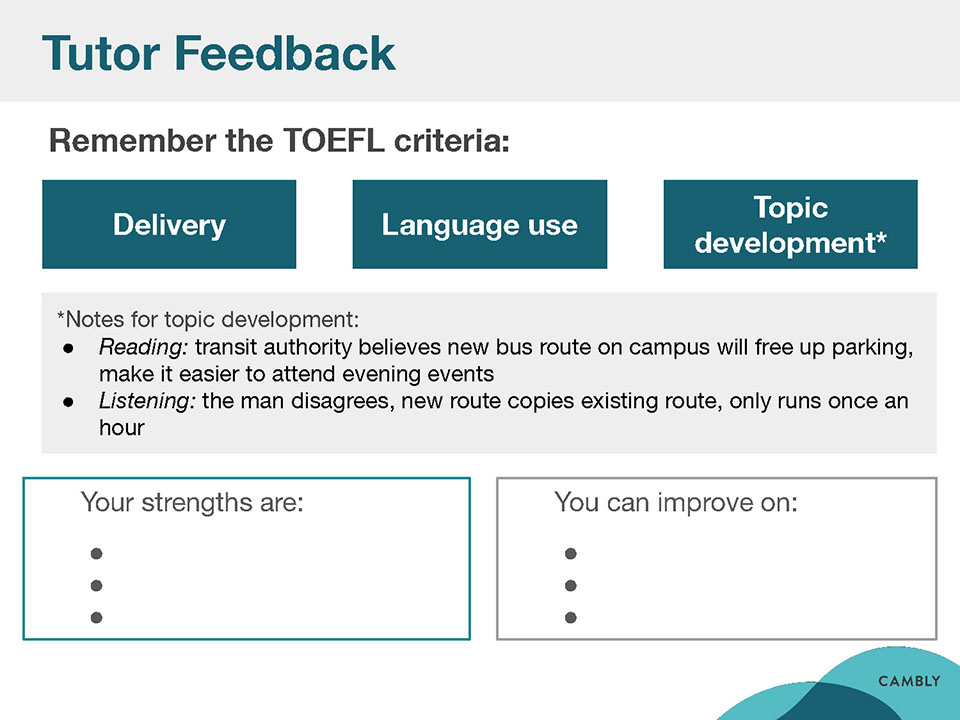 Tutor Feedback
Remember the TOEFL criteria:
Delivery
Language use
Topic
development*
*Notes for topic development:
● Reading: transit authority believes new bus route on campus will free up parking,
make it easier to attend evening events
● Listening: the man disagrees, new route copies existing route, only runs once an
hour
Your strengths are:
●
●
●
You can improve on:
●
●
●
CAMBLY